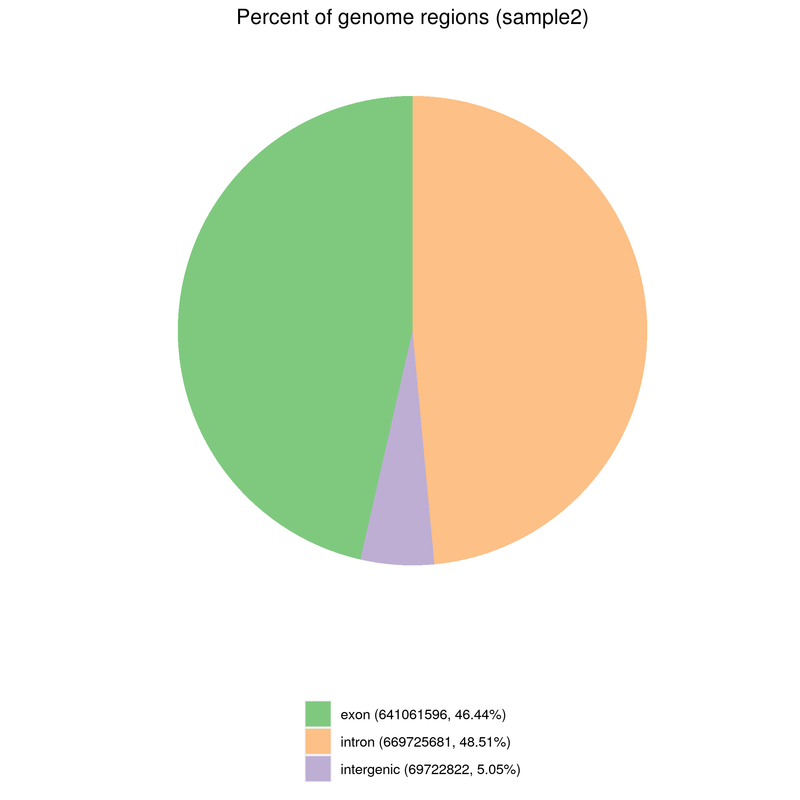 Percent of genome regions (sample2)
exon (641061596, 46.44%)
intron (669725681, 48.51%)
intergenic (69722822, 5.05%)